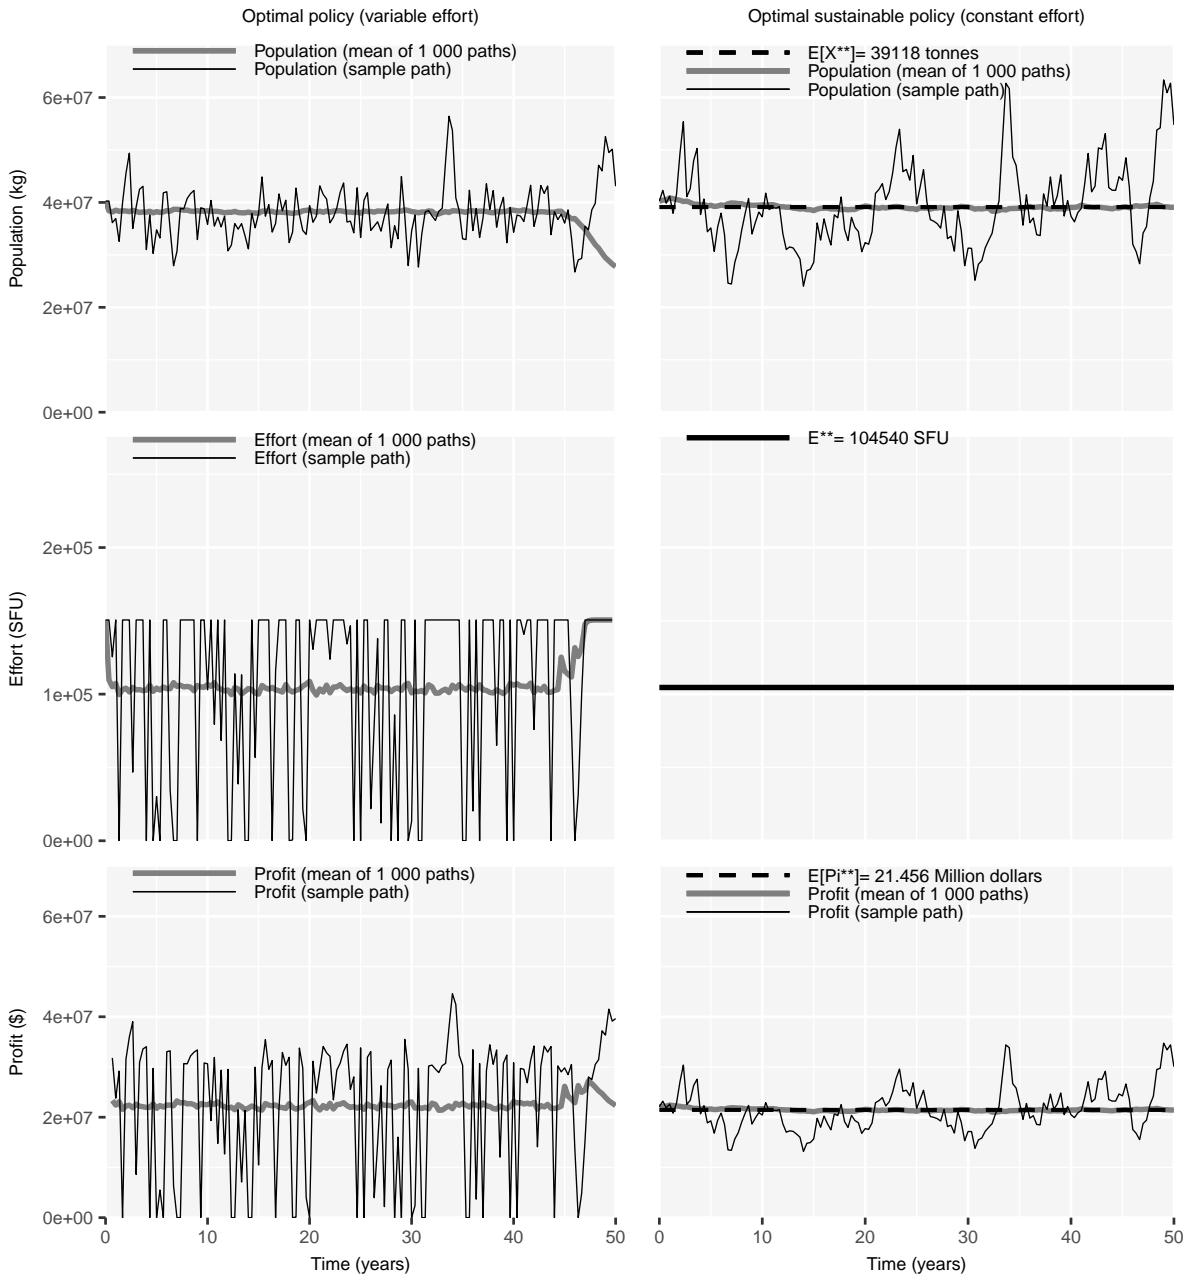 Optimal policy (variable effort)
Optimal sustainable policy (constant effort)
Population (mean of 1 000 paths)
Population (sample path)
E[X**]= 39118 tonnes
Population (mean of 1 000 paths)
Population (sample path)
Population (kg)
6e+07
4e+07
2e+07
0e+00
Effort (mean of 1 000 paths)
Effort (sample path)
E**= 104540 SFU
Effort (SFU)
2e+05
1e+05
0e+00
Profit (mean of 1 000 paths)
Profit (sample path)
E[Pi**]= 21.456 Million dollars
Profit (mean of 1 000 paths)
Profit (sample path)
Profit ($)
6e+07
4e+07
2e+07
0e+00
0 10 20 30 40 50
0 10 20 30 40 50
Time (years)
Time (years)